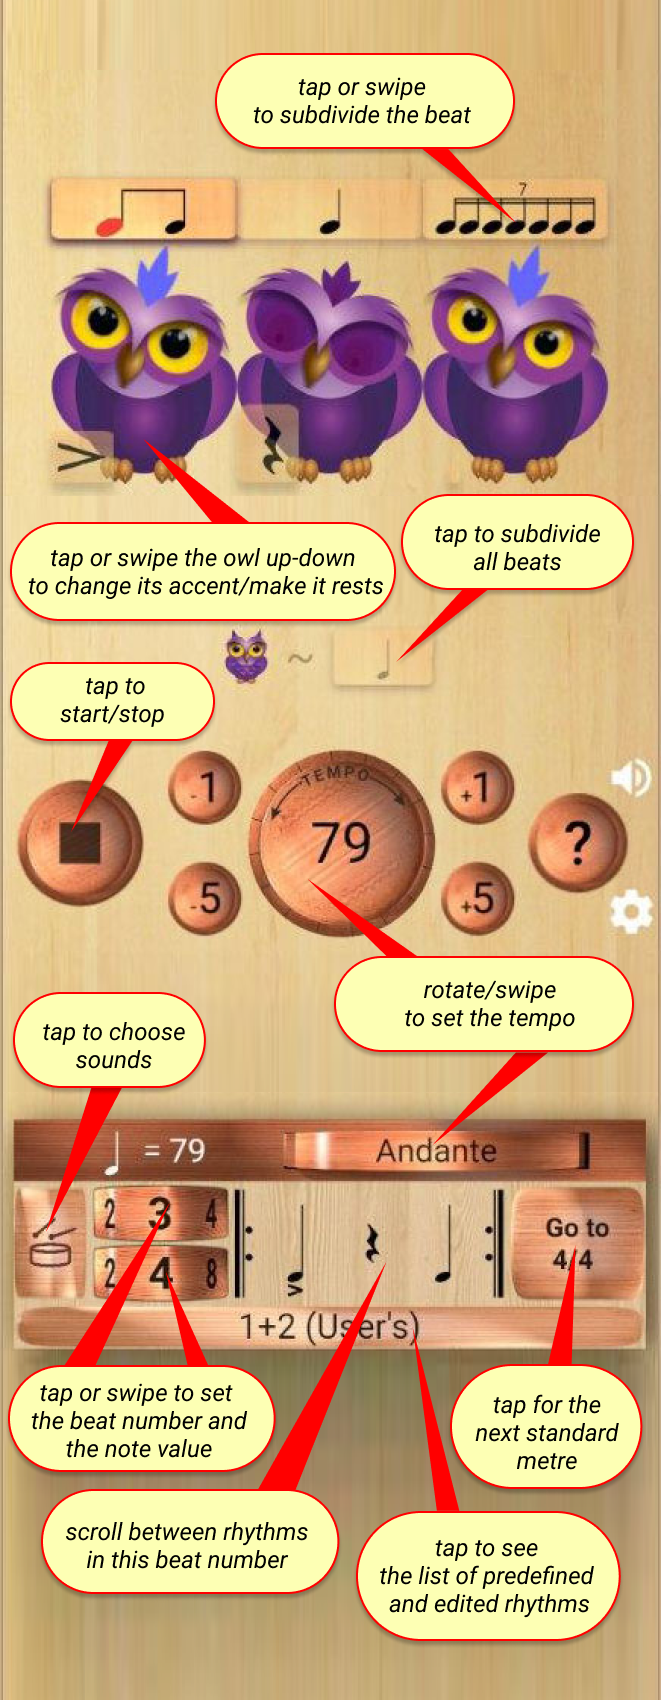 tap or swipe
to subdivide the beat
7
>
tap or swipe the owl up-down
to change its accent/make it rests
tap to subdivide
all beats
~
tap to
start/stop
-1
TEMPO
79
+1
?
-5
+5
rotate/swipe
to set the tempo
tap to choose
sounds
= 79
Andante
2 3 4
2 4 8
Go to
4/4
1+2 (User's)
tap or swipe to set
the beat number and
the note value
tap for the
next standard
metre
scroll between rhythms
in this beat number
tap to see
the list of predefined
and edited rhythms